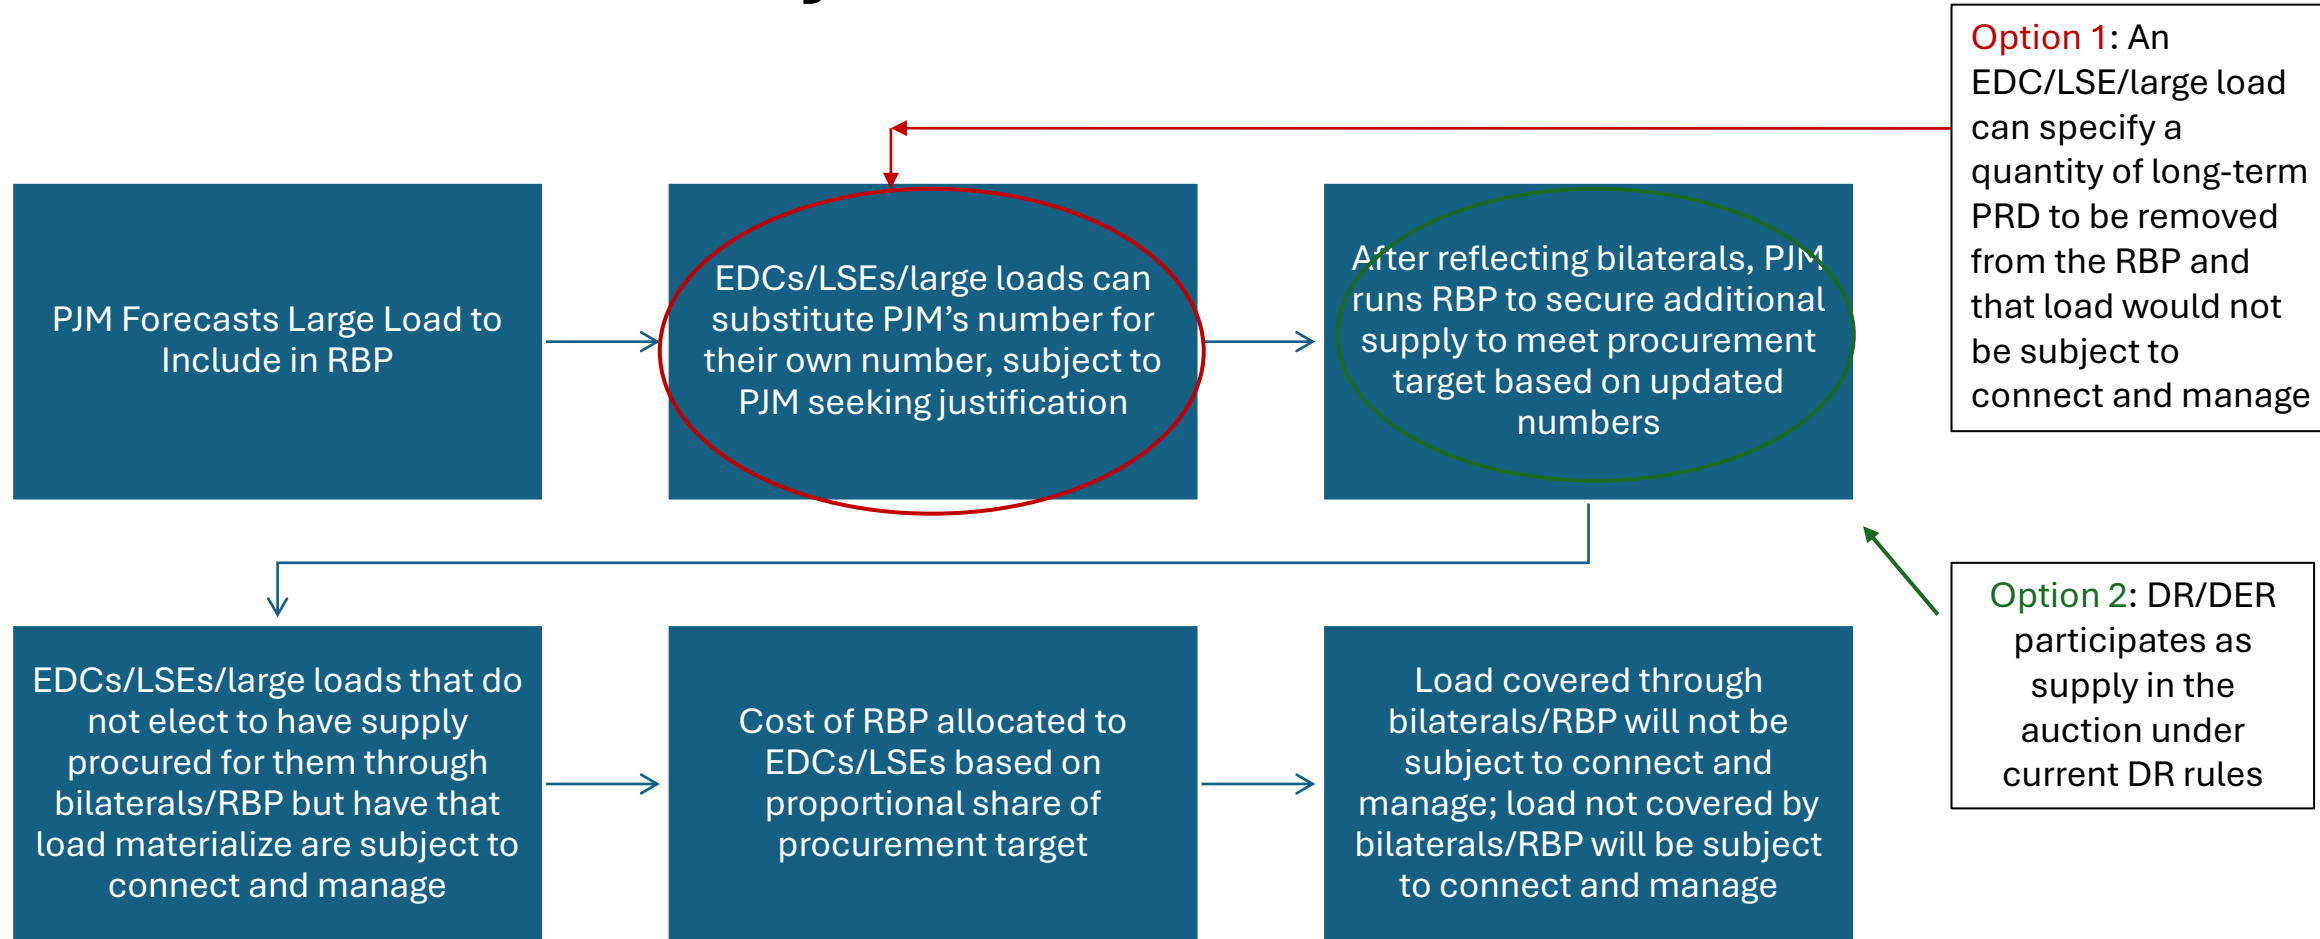 PJM Forecasts Large Load to
Include in RBP
EDCs/LSEs/large loads can
substitute PJM’s number for
their own number, subject to
PJM seeking justification
After reflecting bilaterals, PJM
runs RBP to secure additional
supply to meet procurement
target based on updated
numbers
Option 1: An
EDC/LSE/large load
can specify a
quantity of long-term
PRD to be removed
from the RBP and
that load would not
be subject to
connect and manage
EDCs/LSEs/large loads that do
not elect to have supply
procured for them through
bilaterals/RBP but have that
load materialize are subject to
connect and manage
Cost of RBP allocated to
EDCs/LSEs based on
proportional share of
procurement target
Load covered through
bilaterals/RBP will not be
subject to connect and
manage; load not covered by
bilaterals/RBP will be subject
to connect and manage
Option 2: DR/DER
participates as
supply in the
auction under
current DR rules